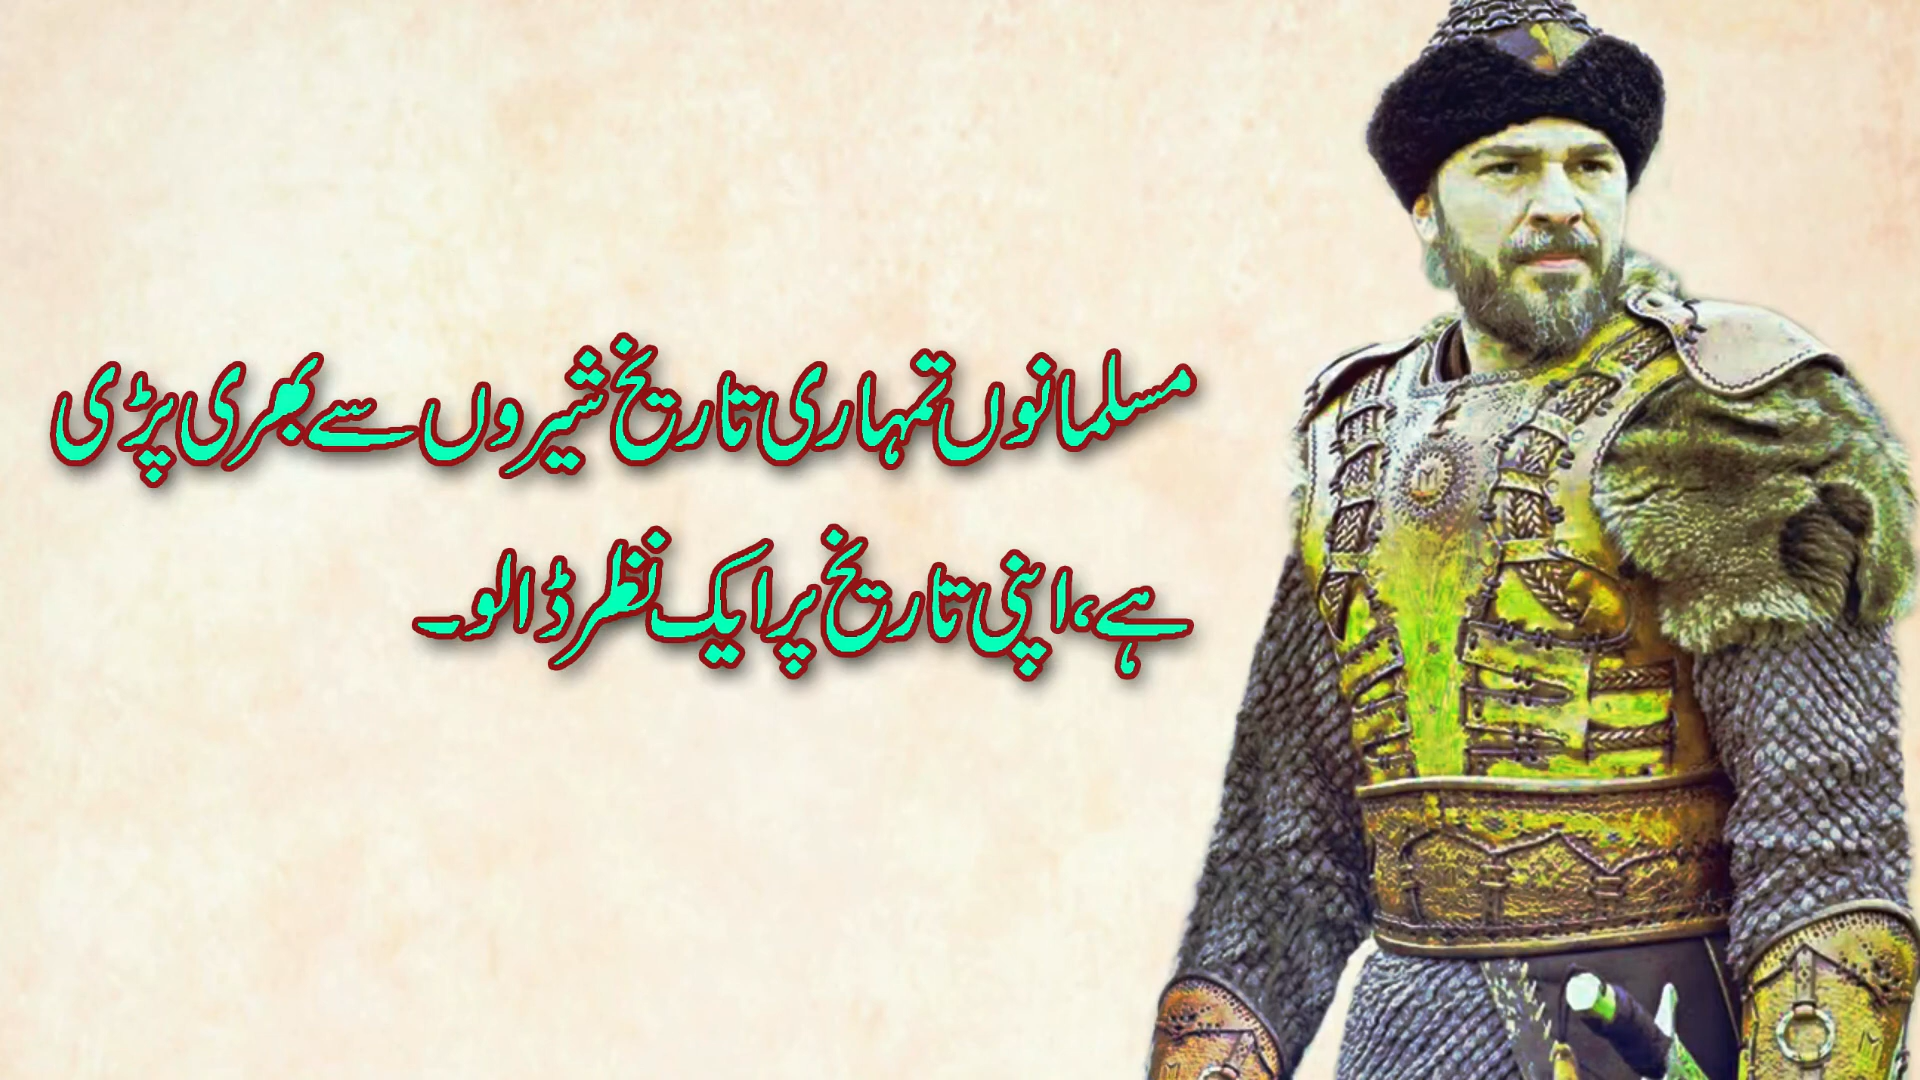 مسلمانوں تمہاری تاریخ شیروں سے بھری پڑی
ہے، اپنی تاریخ پر ایک نظر ڈالو۔